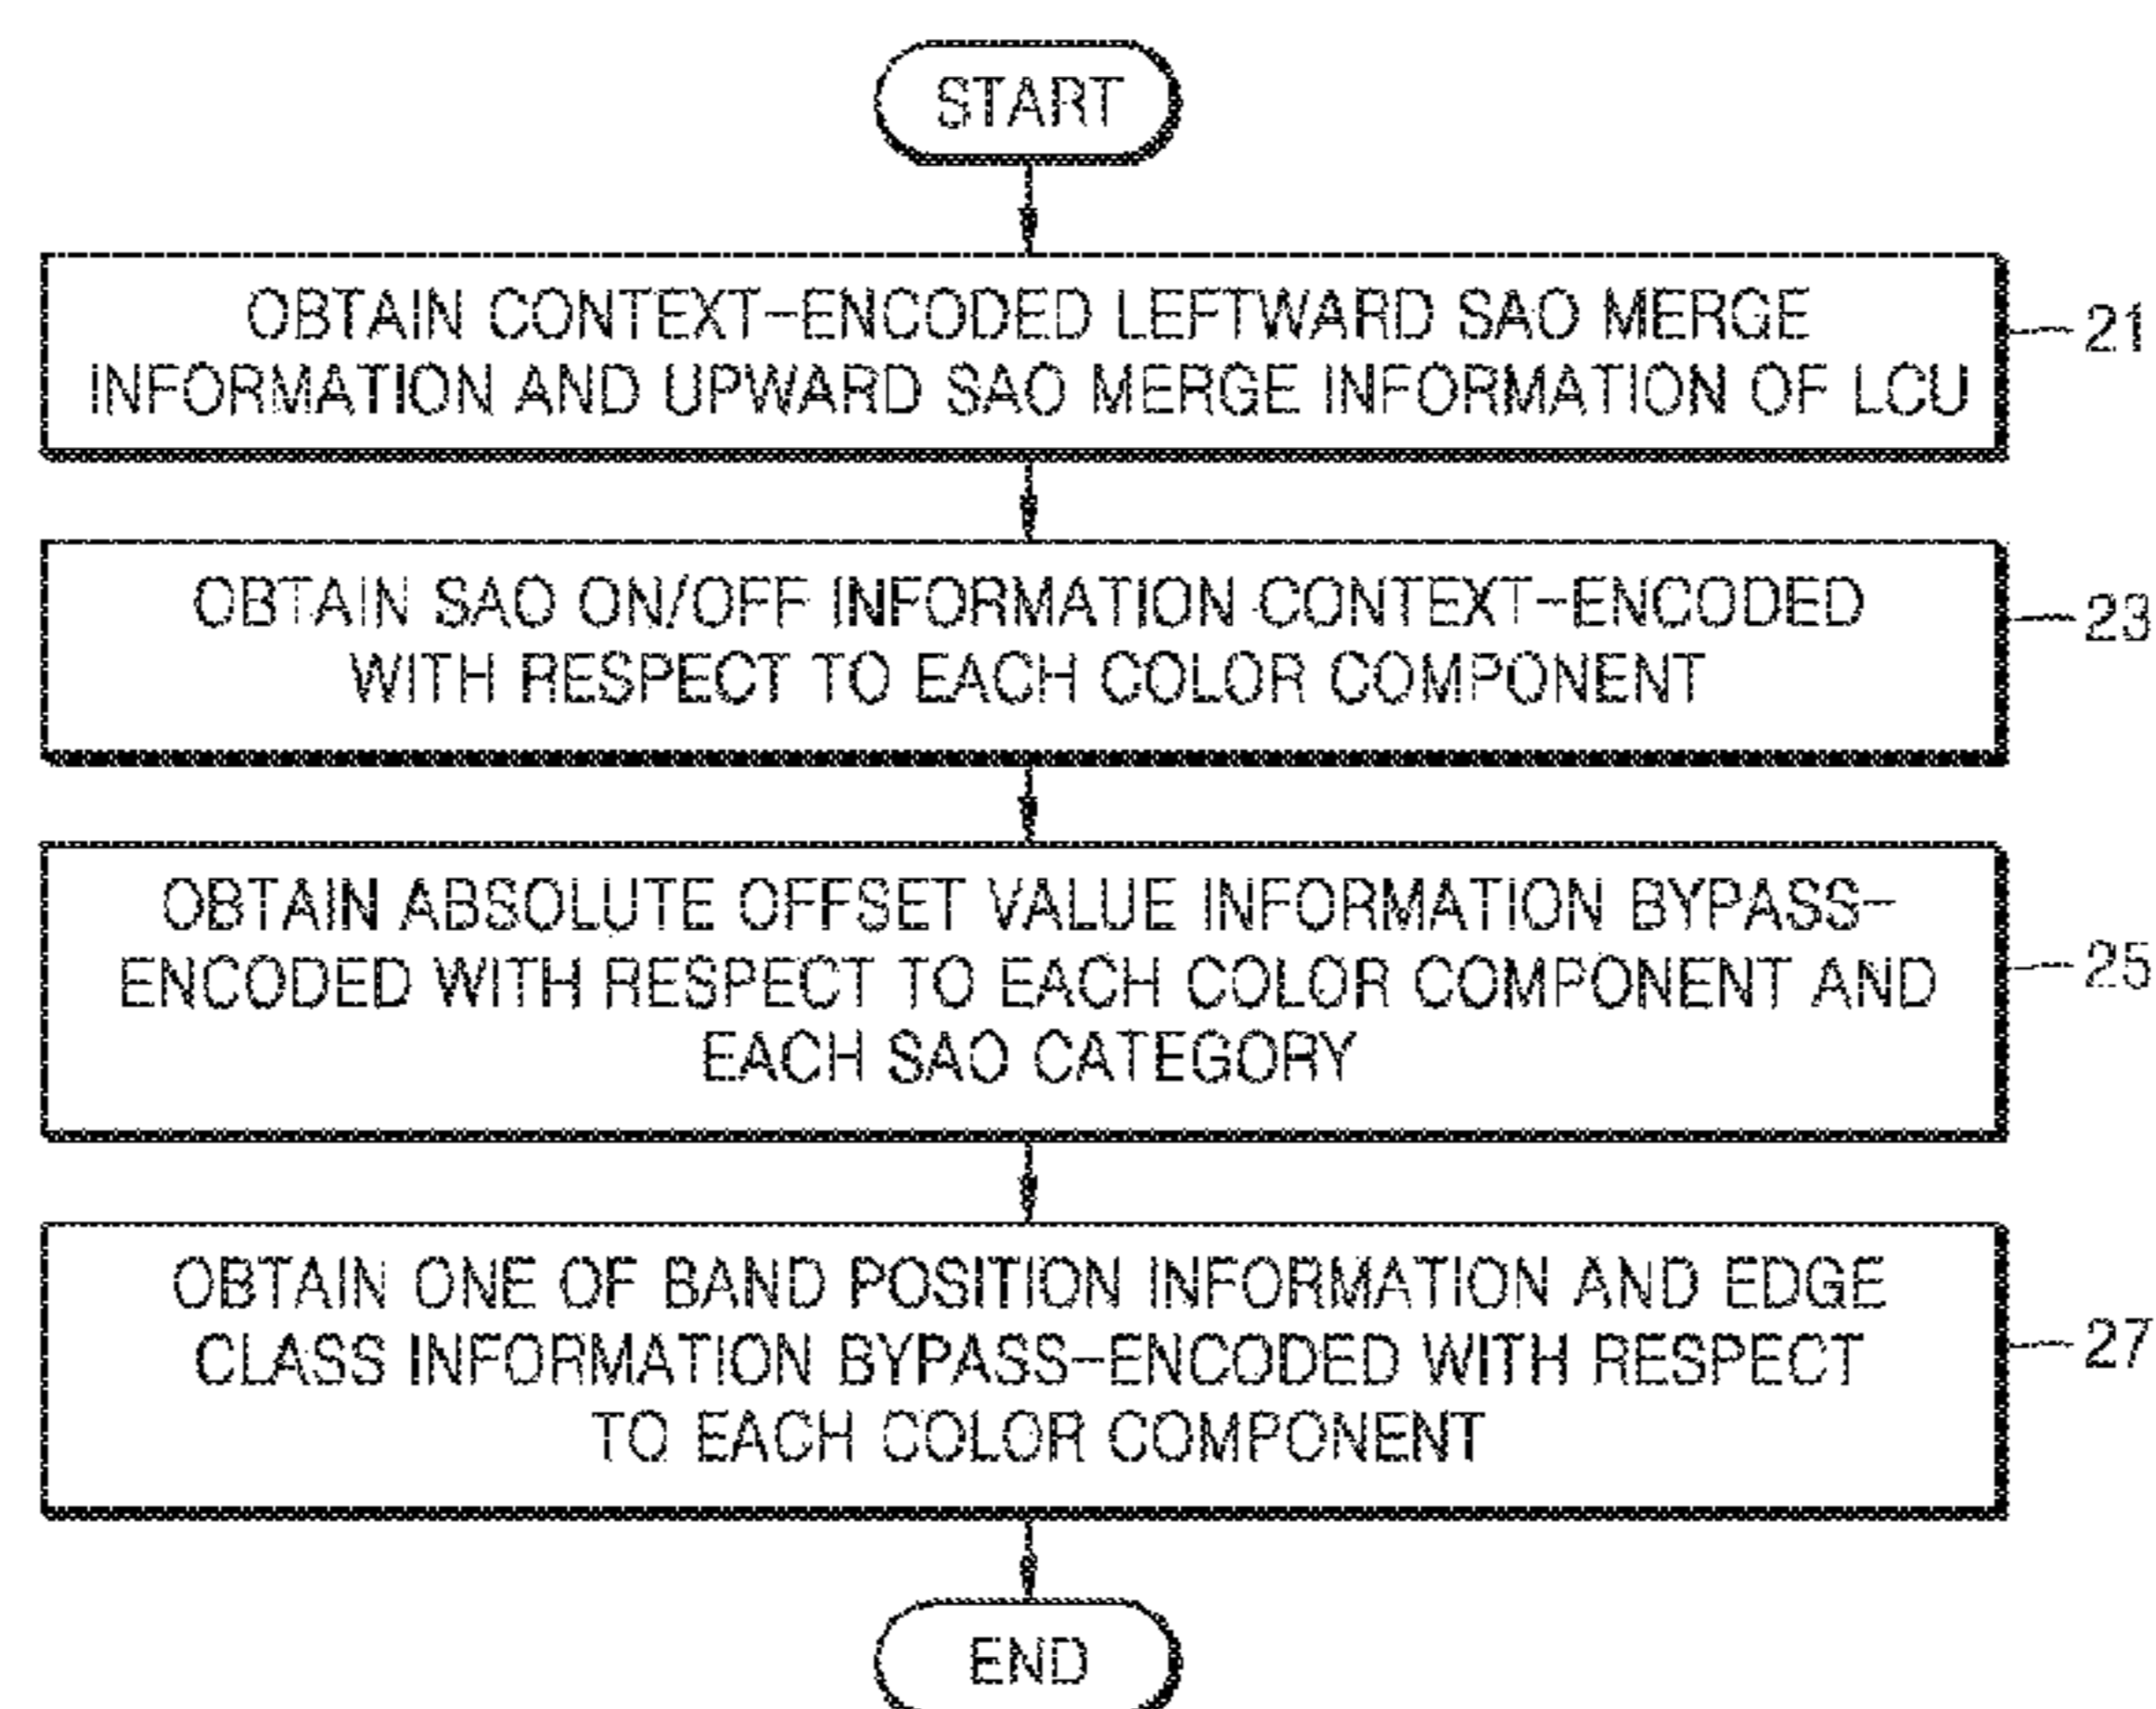 START
OBTAIN CONTEXT-ENCODED LEFTWARD SAO MERGE
INFORMATION AND UPWARD SAO MERGE INFORMATION OF LCU
21
OBTAIN SAO ON/OFF INFORMATION CONTEXT-ENCODED
WITH RESPECT TO EACH COLOR COMPONENT
23
OBTAIN ABSOLUTE OFFSET VALUE INFORMATION BYPASS-
ENCODED WITH RESPECT TO EACH COLOR COMPONENT AND
EACH SAO CATEGORY
25
OBTAIN ONE OF BAND POSITION INFORMATION AND EDGE
CLASS INFORMATION BYPASS-ENCODED WITH RESPECT
TO EACH COLOR COMPONENT
27
END